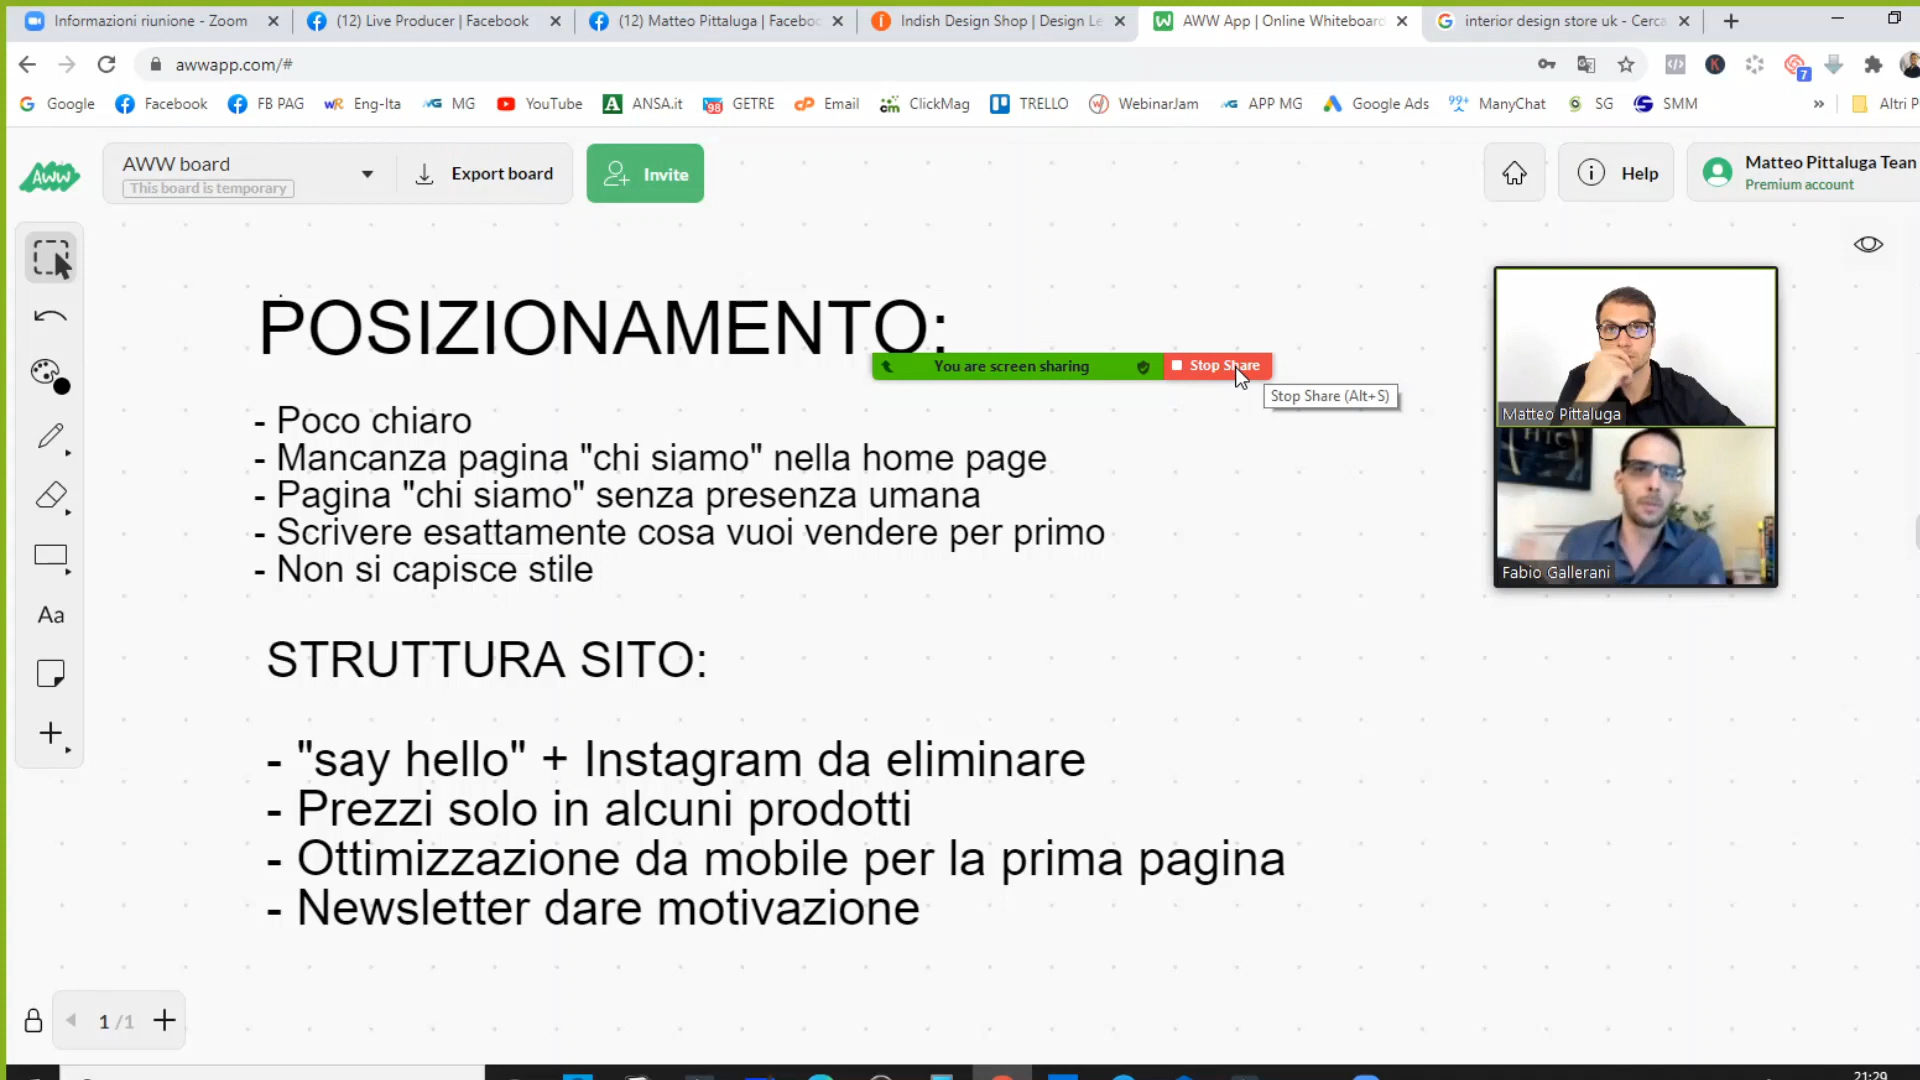 Informazioni riunione - Zoom
(12) Live Producer | Facebook
(12) Matteo Pittaluga | Faceboo
Indish Design Shop | Design Le
AWW App | Online Whiteboard
interior design store uk - Cerca
awwapp.com/#
7
Google
Facebook
FB PAG
Eng-Ita
MG
YouTube
ANSA.it
GETRE
Email
ClickMag
TRELLO
WebinarJam
APP MG
Google Ads
ManyChat
SG
SMM
»
Altri P
AWW
AWW board
This board is temporary
Export board
Invite
Help
Matteo Pittaluga Tean
Premium account
POSIZIONAMENTO:
You are screen sharing
Stop Share
Stop Share (Alt+S)
- Poco chiaro
- Mancanza pagina "chi siamo" nella home page
- Pagina "chi siamo" senza presenza umana
- Scrivere esattamente cosa vuoi vendere per primo
- Non si capisce stile
Matteo Pittaluga
Fabio Gallerani
Aa
STRUTTURA SITO:
- "say hello" + Instagram da eliminare
- Prezzi solo in alcuni prodotti
- Ottimizzazione da mobile per la prima pagina
- Newsletter dare motivazione
1 /1
21:29